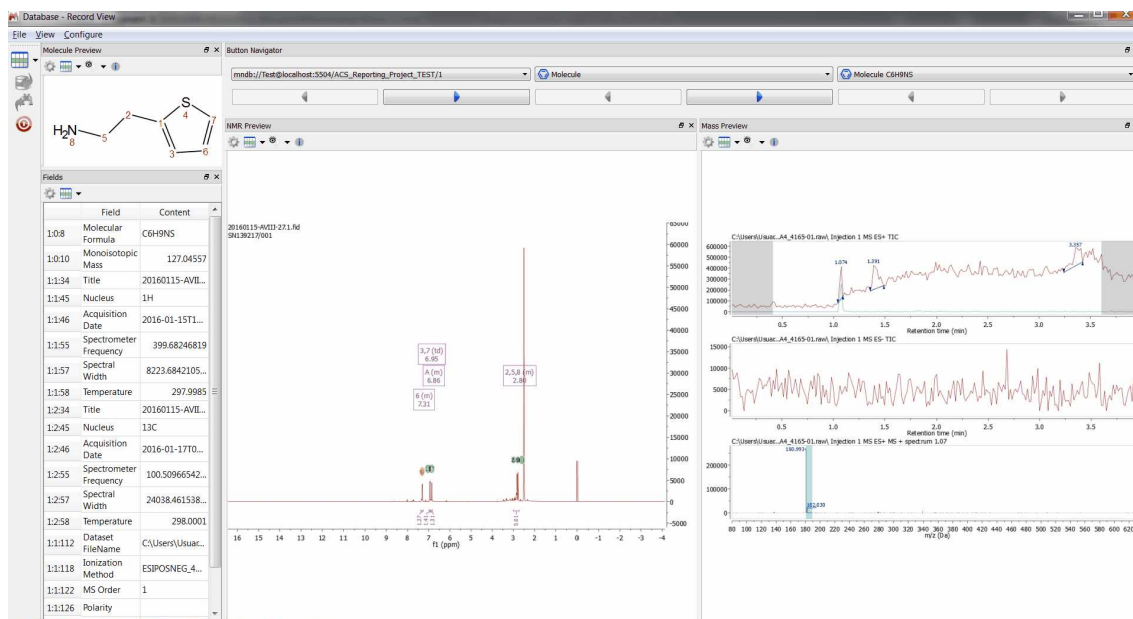 Database - Record View
File View Configure
Molecule Preview
S
4
7
2
1
H2N
8
5
3
6
Fields
Field Content
1:0:8 Molecular Formula C6H9NS
1:0:10 Monoisotopic Mass 127.04557
1:1:34 Title 20160115-AVII...
1:1:45 Nucleus 1H
1:1:46 Acquisition Date 2016-01-15T1...
1:1:55 Spectrometer Frequency 399.68246819
1:1:57 Spectral Width 8223.6842105...
1:1:58 Temperature 297.9985
1:2:34 Title 20160115-AVII...
1:2:45 Nucleus 13C
1:2:46 Acquisition Date 2016-01-17T0...
1:2:55 Spectrometer Frequency 100.50966542...
1:2:57 Spectral Width 24038.461538...
1:2:58 Temperature 298.0001
1:1:112 Dataset FileName C:\Users\Usuar...
1:1:118 Ionization Method ESIPOSNEG_4...
1:1:122 MS Order 1
1:1:126 Polarity
Button Navigator
mndb://Test@localhost:5504/ACS_Reporting_Project_TEST/1 Molecule Molecule C6H9NS
NMR Preview
20160115-AVIII-27.1.fid
SN139217/001
3,7 (td)
6.95
A (m)
6.86
2,5,8 (m)
2.80
6 (m)
7.31
65000
60000
55000
50000
45000
40000
35000
30000
25000
20000
15000
10000
5000
0
-5000
16 15 14 13 12 11 10 9 8 7 6 5 4 3 2 1 0 -1 -2 -3 -4
f1 (ppm)
Mass Preview
C:\Users\Usuar...A4_4165-01.raw\ Injection 1 MS ES+ TIC
600000
500000
400000
300000
200000
100000
0
1.074 1.391 3.357
0.5 1.0 1.5 2.0 2.5 3.0 3.5
Retention time (min)
C:\Users\Usuar...A4_4165-01.raw\ Injection 1 MS ES- TIC
15000
10000
5000
0
0.5 1.0 1.5 2.0 2.5 3.0 3.5
Retention time (min)
C:\Users\Usuar...A4_4165-01.raw\ Injection 1 MS ES+ MS + spectrum 1.07
200000
100000
0
182.030
80 100 120 140 160 180 200 220 240 260 280 300 320 340 360 380 400 420 440 460 480 500 520 540 560 580 600 620
m/z (Da)